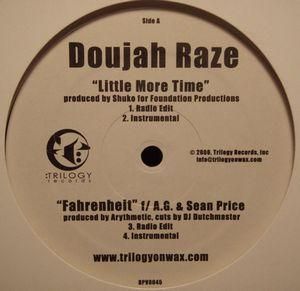 Side A
Doujah Raze
"Little More Time"
produced by Shuko for Foundation Productions
1. Radio Edit
2. Instrumental
:TRILOGY
records
© 2008, Trilogy Records, Inc
info@trilogyonwax.com
"Fahrenheit" f/ A.G. & Sean Price
produced by Arythmetic, cuts by DJ Dutchmaster
3. Radio Edit
4. Instrumental
www.trilogyonwax.com
RPV8045